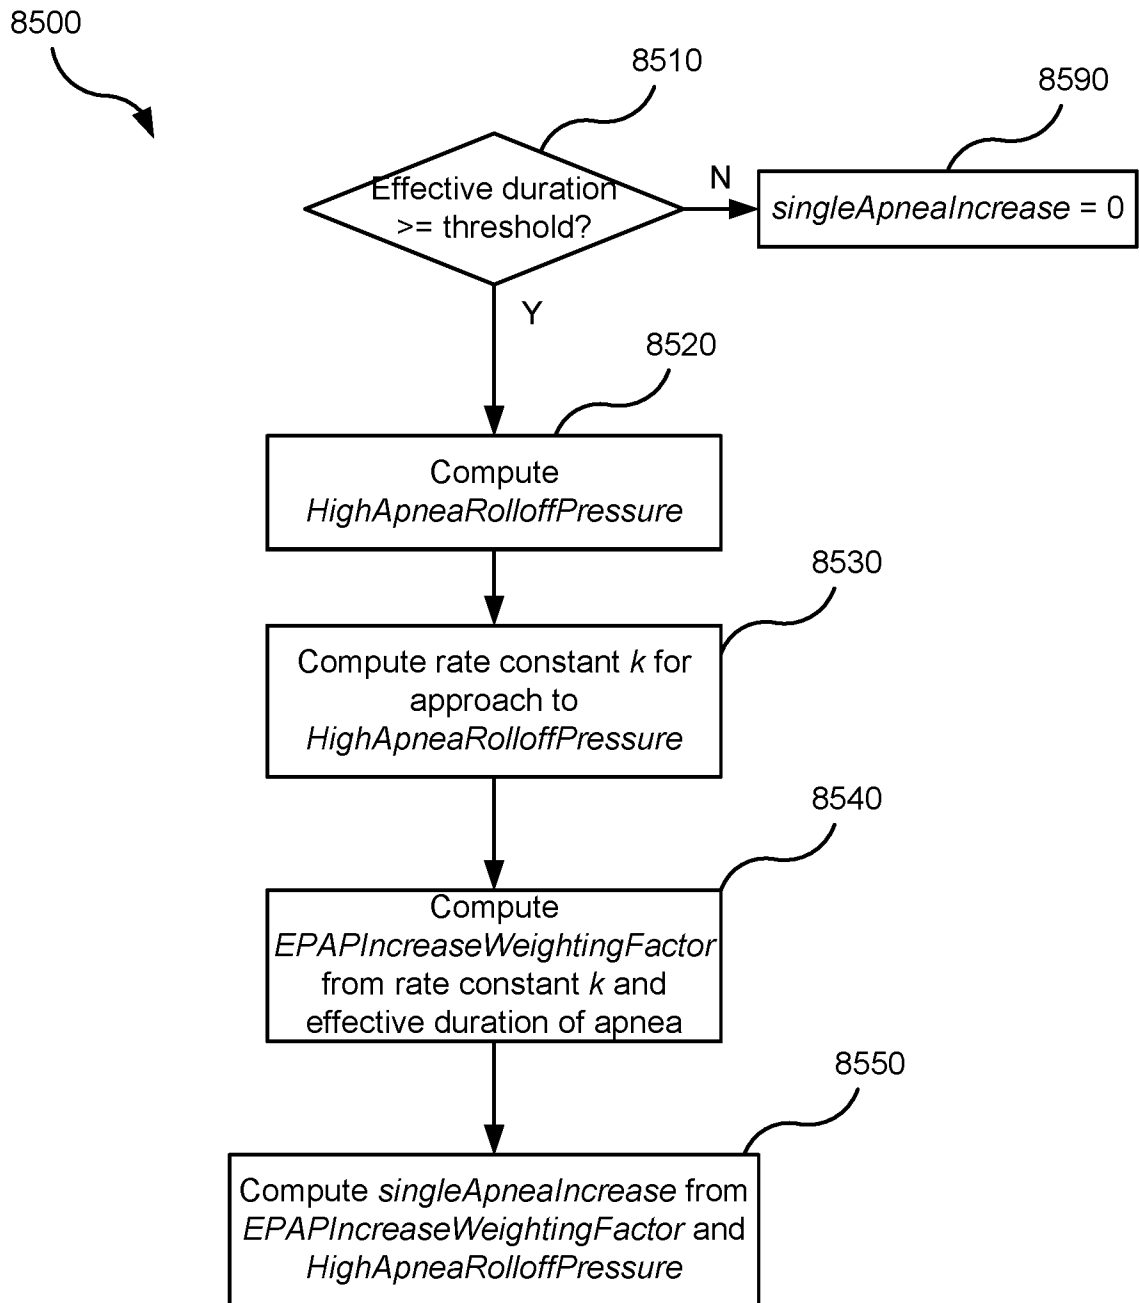 8500
8510
8590
Effective duration
>= threshold?
N
singleApneaIncrease = 0
Y
8520
Compute
HighApneaRolloffPressure
8530
Compute rate constant k for
approach to
HighApneaRolloffPressure
8540
Compute
EPAPIncreaseWeightingFactor
from rate constant k and
effective duration of apnea
8550
Compute singleApneaIncrease from
EPAPIncreaseWeightingFactor and
HighApneaRolloffPressure